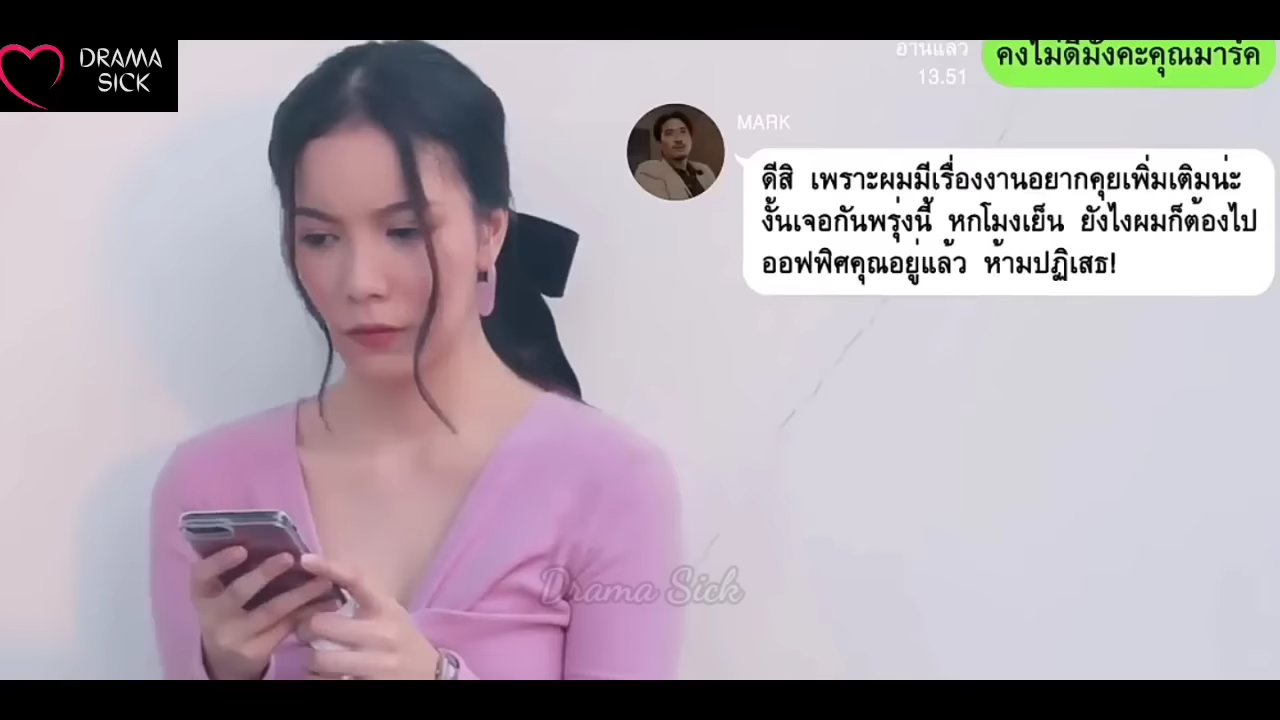 DRAMA
SICK
อ่านแล้ว
13.51
คงไม่ดีมั้งคะคุณมาร์ค
MARK
ดีสิ เพราะผมมีเรื่องงานอยากคุยเพิ่มเติมน่ะ
งั้นเจอกันพรุ่งนี้ หกโมงเย็น ยังไงผมก็ต้องไป
ออฟฟิศคุณอยู่แล้ว ห้ามปฏิเสธ!
Drama Sick